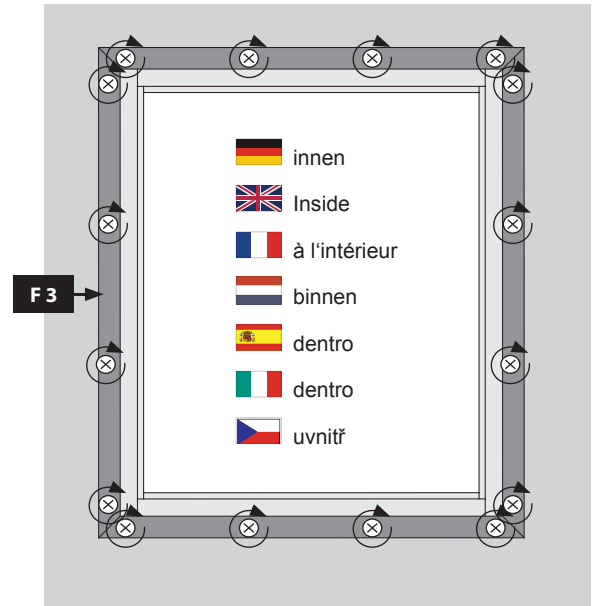 innen
Inside
à l‘intérieur
F 3
binnen
dentro
dentro
uvnitř